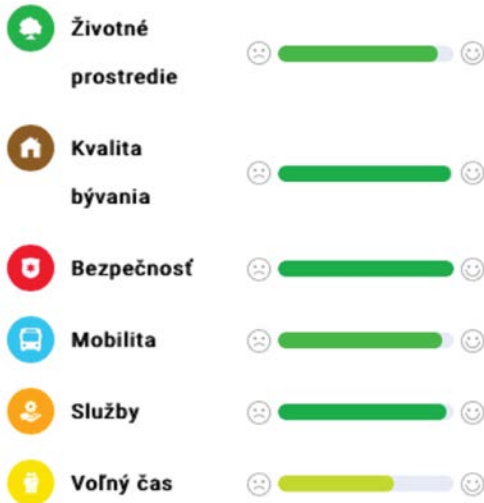 Životné
prostredie
Kvalita
bývania
Bezpečnosť
Mobilita
Služby
Voľný čas